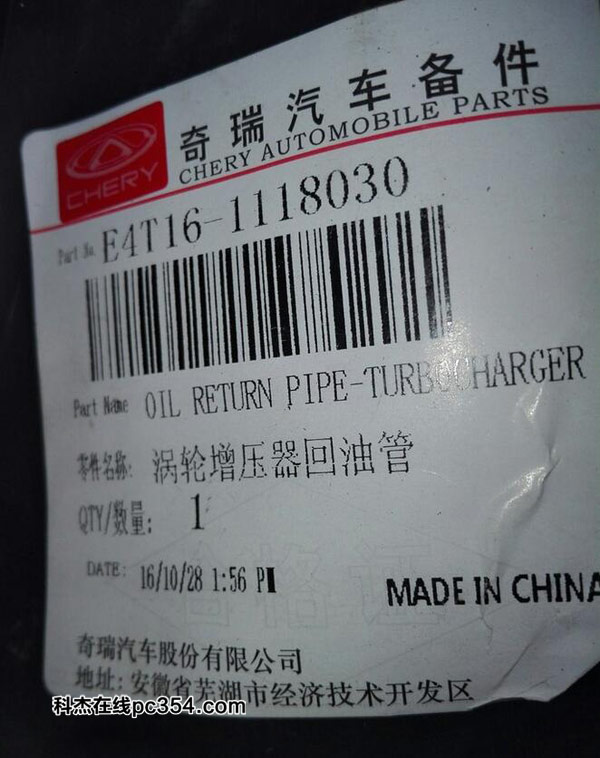 奇瑞汽车备件
CHERY AUTOMOBILE PARTS
CHERY
Part No. E4T16-1118030
Part Name OIL RETURN PIPE-TURBOCHARGER
零件名称: 涡轮增压器回油管
QTY/数量: 1
DATE: 16/10/28 1:56 PM
MADE IN CHINA
合格证
奇瑞汽车股份有限公司
地址: 安徽省芜湖市经济技术开发区
科杰在线pc354.com